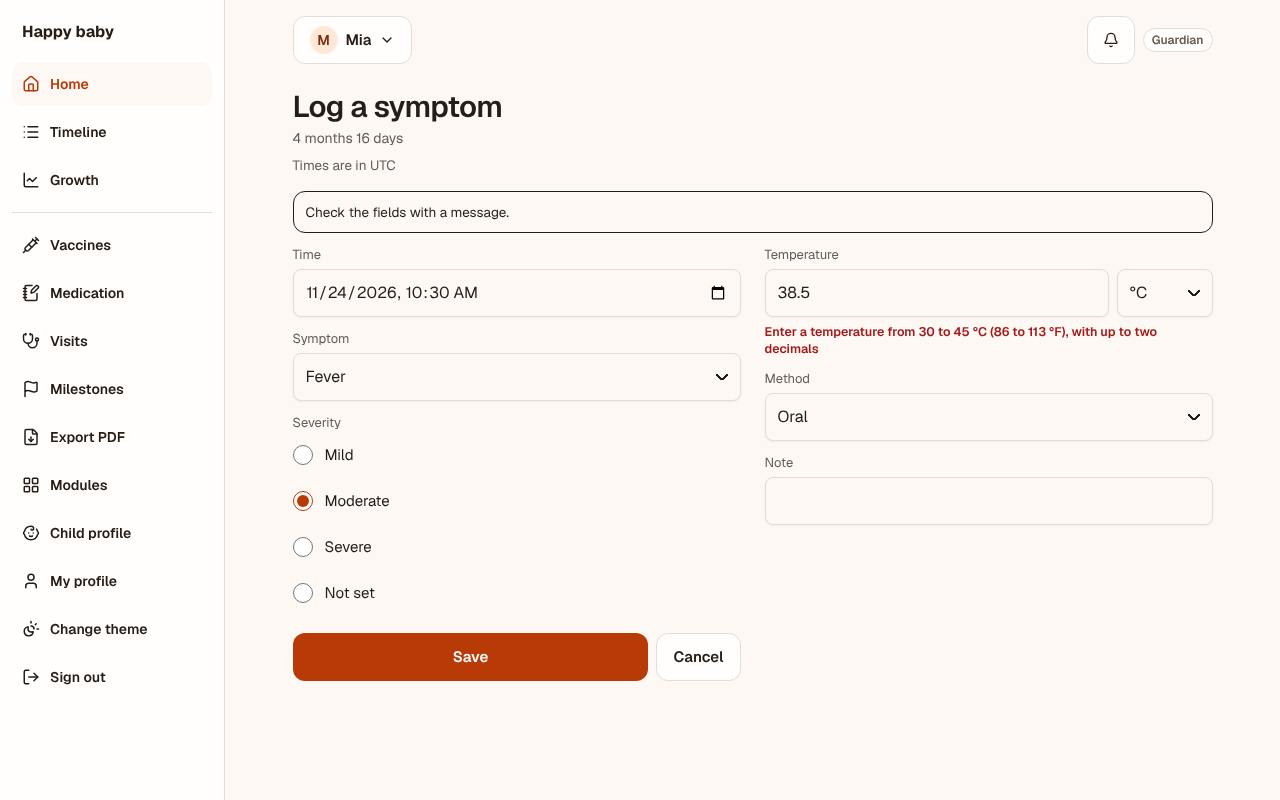 Happy baby
Home
Timeline
Growth
Vaccines
Medication
Visits
Milestones
Export PDF
Modules
Child profile
My profile
Change theme
Sign out
M Mia
Guardian
Log a symptom
4 months 16 days
Times are in UTC
Check the fields with a message.
Time
11/24/2026, 10:30 AM
Symptom
Fever
Severity
Mild
Moderate
Severe
Not set
Temperature
38.5 °C
Enter a temperature from 30 to 45 °C (86 to 113 °F), with up to two
decimals
Method
Oral
Note
Save Cancel